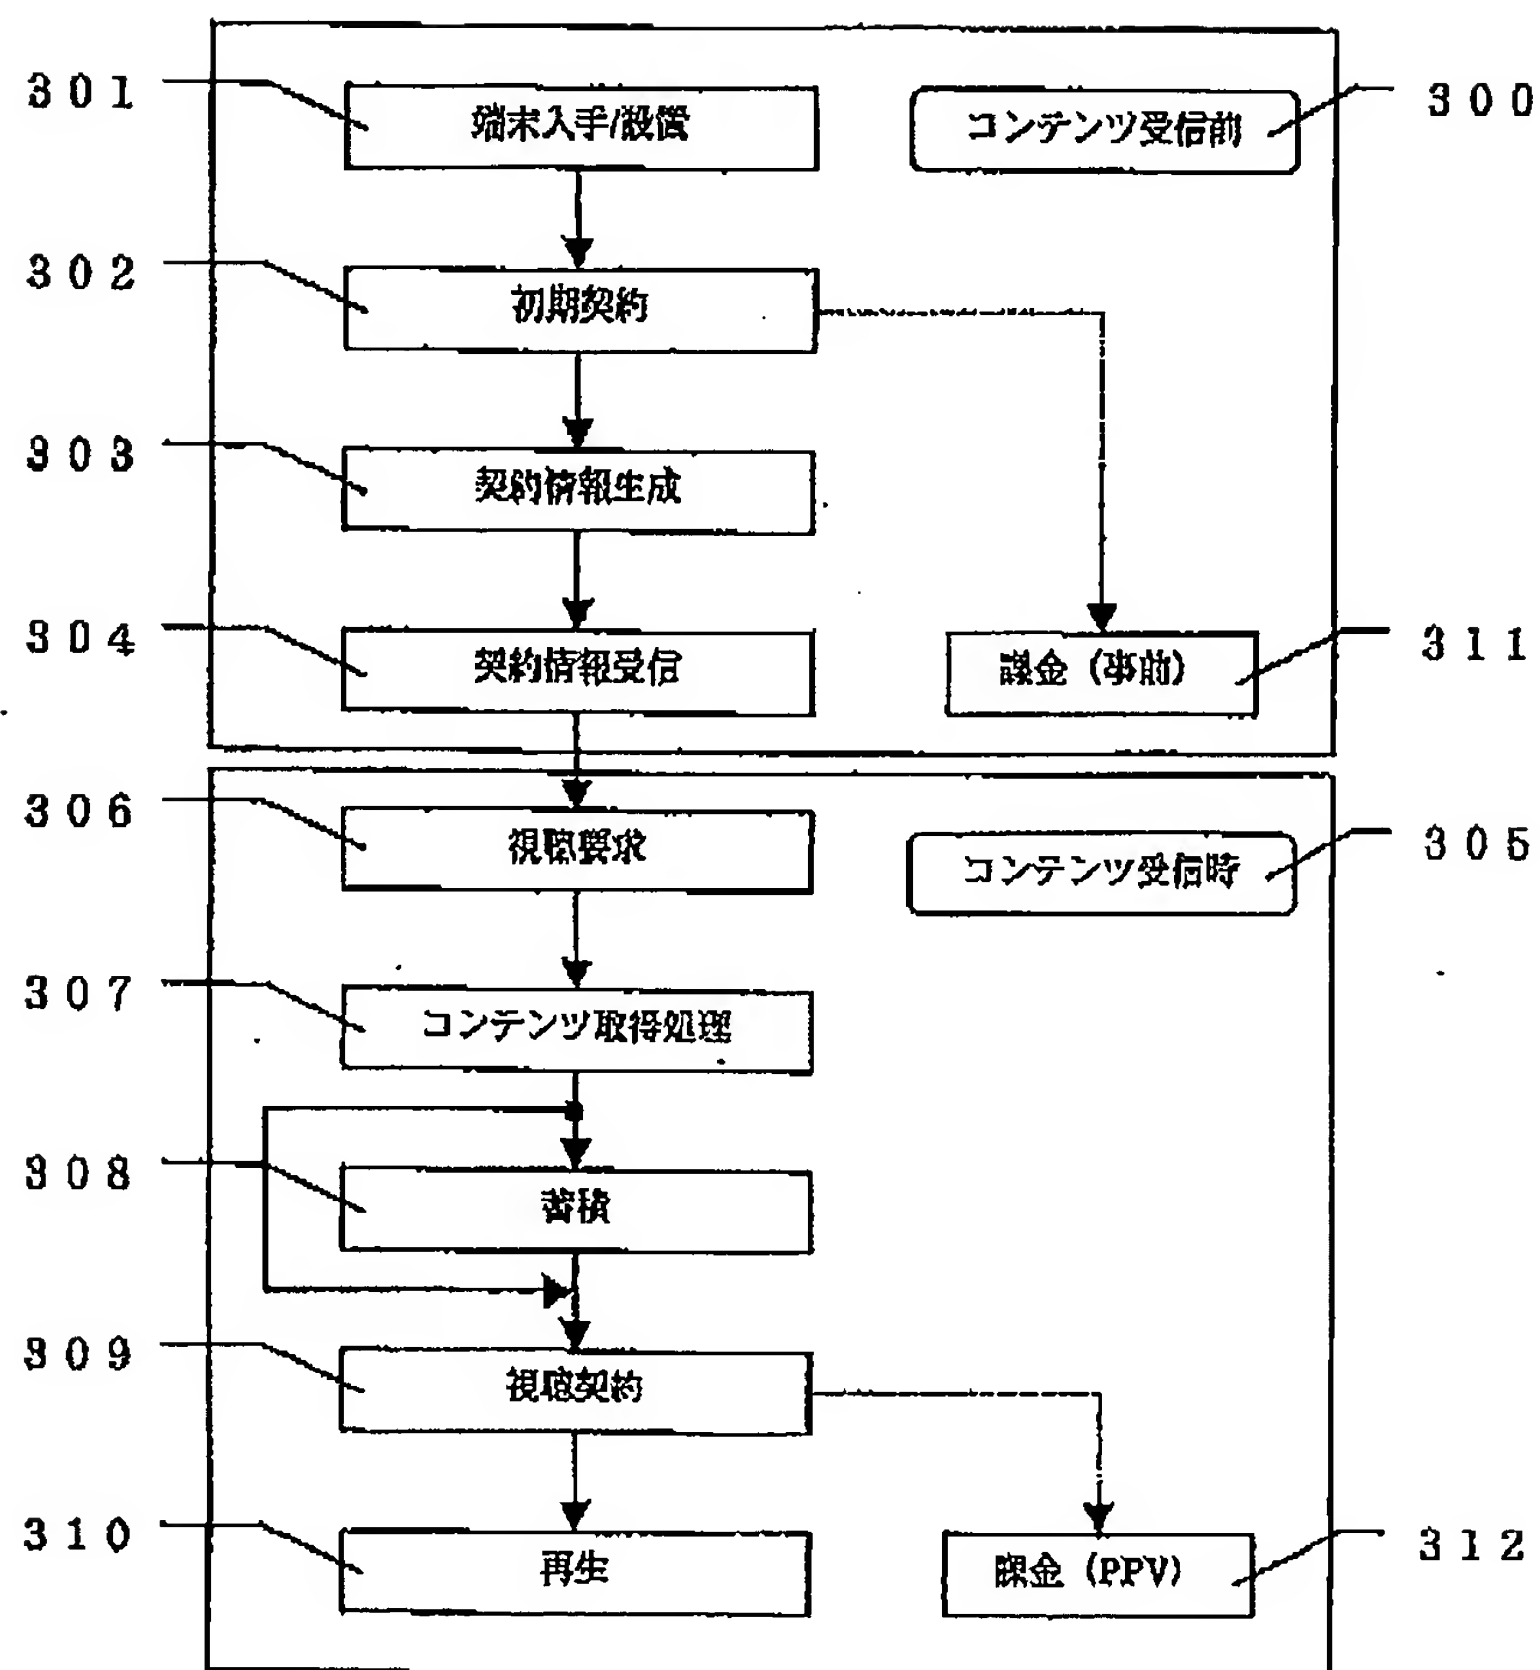 301
端末入手/設置
コンテンツ受信前
300
302
初期契約
303
契約情報生成
304
契約情報受信
課金（事前）
311
306
視聴要求
コンテンツ受信時
305
307
コンテンツ取得処理
308
蓄積
309
視聴契約
310
再生
課金（PPV）
312